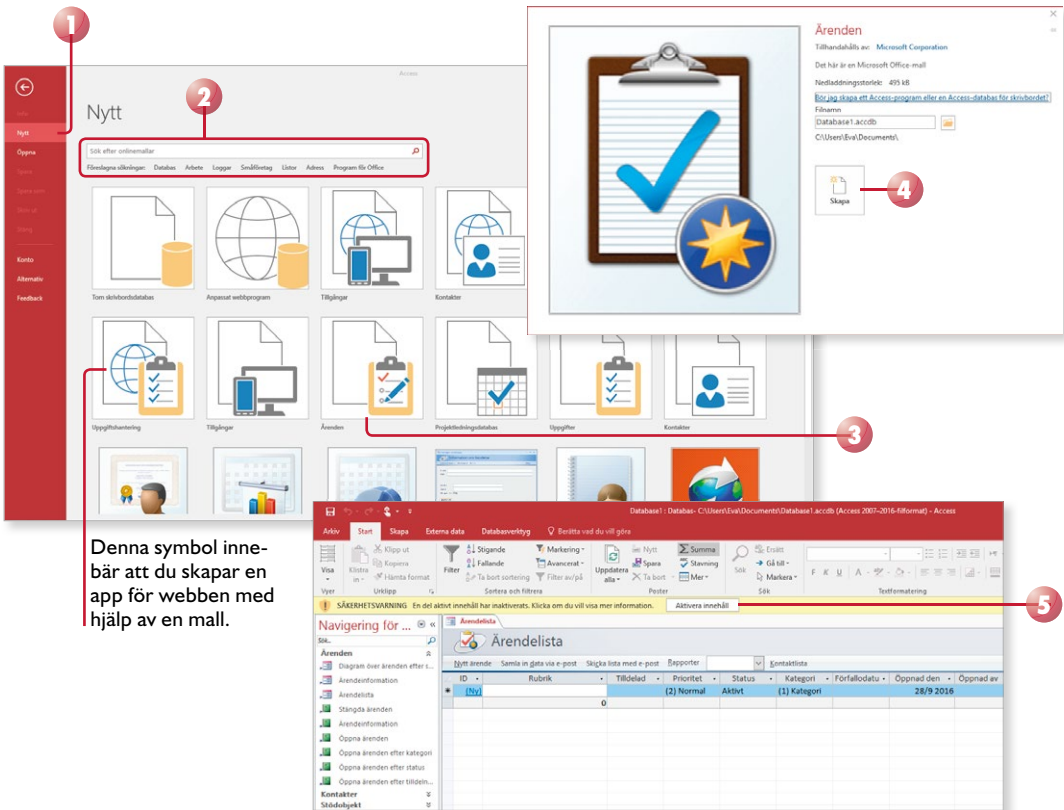 1
Access
Nytt
2
Nytt
Öppna
Konto
Alternativ
Feedback
Sök efter onlinemallar
Föreslagna sökningar: Databas Arbete Loggar Småföretag Listor Adress Program för Office
Tom skrivbordsdatabas
Anpassat webbprogram
Tillgångar
Kontakter
Uppgiftshantering
Tillgångar
Ärenden
Projektledningsdatabas
Uppgifter
Kontakter
3
Ärenden
Tillhandahålls av: Microsoft Corporation
Det här är en Microsoft Office-mall
Nedladdningsstorlek: 495 kB
Bör jag skapa ett Access-program eller en Access-databas för skrivbordet?
Filnamn
Database1.accdb
C:\Users\Eva\Documents\
Skapa
4
Denna symbol inne-
bär att du skapar en
app för webben med
hjälp av en mall.
Database1 : Databas- C:\Users\Eva\Documents\Database1.accdb (Access 2007–2016-filformat) - Access
Arkiv Start Skapa Externa data Databasverktyg Berätta vad du vill göra
Visa
Vyer
Klistra in
Klipp ut
Kopiera
Hämta format
Urklipp
Filter
Stigande
Fallande
Ta bort sortering
Markering
Avancerat
Filter av/på
Sortera och filtrera
Uppdatera alla
Nytt
Spara
Ta bort
Summa
Stavning
Mer
Poster
Sök
Ersätt
Gå till
Markera
Sök
F K U A
Textformatering
SÄKERHETSVARNING En del aktivt innehåll har inaktiverats. Klicka om du vill visa mer information. Aktivera innehåll
5
Navigering för ...
Sök...
Ärenden
Diagram över ärenden efter s...
Ärendeinformation
Ärendelista
Stängda ärenden
Ärendeinformation
Öppna ärenden
Öppna ärenden efter kategori
Öppna ärenden efter status
Öppna ärenden efter tilldeln...
Kontakter
Stödobjekt
Ärendelista
Ärendelista
Nytt ärende Samla in data via e-post Skicka lista med e-post Rapporter Kontaktlista
ID Rubrik Tilldelad Prioritet Status Kategori Förfallodatu Öppnad den Öppnad av
(Ny) (2) Normal Aktivt (1) Kategori 28/9 2016
0